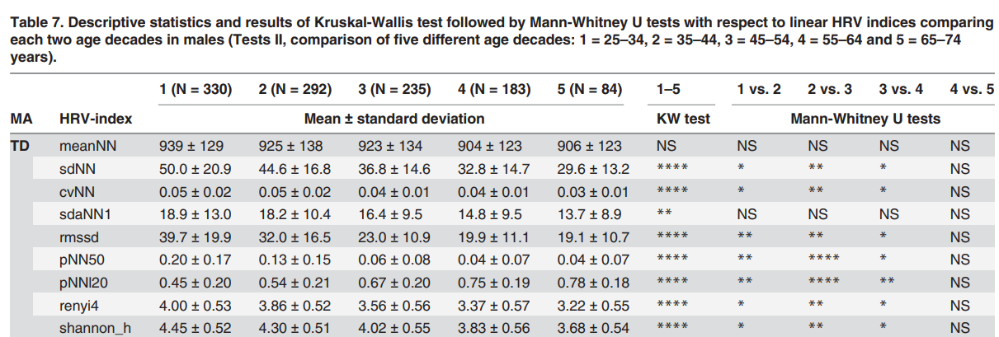 Table 7. Descriptive statistics and results of Kruskal-Wallis test followed by Mann-Whitney U tests with respect to linear HRV indices comparing
each two age decades in males (Tests II, comparison of five different age decades: 1 = 25–34, 2 = 35–44, 3 = 45–54, 4 = 55–64 and 5 = 65–74
years).
1 (N = 330) 2 (N = 292) 3 (N = 235) 4 (N = 183) 5 (N = 84) 1–5 1 vs. 2 2 vs. 3 3 vs. 4 4 vs. 5
MA HRV-index Mean ± standard deviation KW test Mann-Whitney U tests
TD meanNN 939 ± 129 925 ± 138 923 ± 134 904 ± 123 906 ± 123 NS NS NS NS NS
sdNN 50.0 ± 20.9 44.6 ± 16.8 36.8 ± 14.6 32.8 ± 14.7 29.6 ± 13.2 **** * ** * NS
cvNN 0.05 ± 0.02 0.05 ± 0.02 0.04 ± 0.01 0.04 ± 0.01 0.03 ± 0.01 **** * ** * NS
sdaNN1 18.9 ± 13.0 18.2 ± 10.4 16.4 ± 9.5 14.8 ± 9.5 13.7 ± 8.9 ** NS NS NS NS
rmssd 39.7 ± 19.9 32.0 ± 16.5 23.0 ± 10.9 19.9 ± 11.1 19.1 ± 10.7 **** ** ** * NS
pNN50 0.20 ± 0.17 0.13 ± 0.15 0.06 ± 0.08 0.04 ± 0.07 0.04 ± 0.07 **** ** **** * NS
pNNl20 0.45 ± 0.20 0.54 ± 0.21 0.67 ± 0.20 0.75 ± 0.19 0.78 ± 0.18 **** ** **** ** NS
renyi4 4.00 ± 0.53 3.86 ± 0.52 3.56 ± 0.56 3.37 ± 0.57 3.22 ± 0.55 **** * ** * NS
shannon_h 4.45 ± 0.52 4.30 ± 0.51 4.02 ± 0.55 3.83 ± 0.56 3.68 ± 0.54 **** * ** * NS